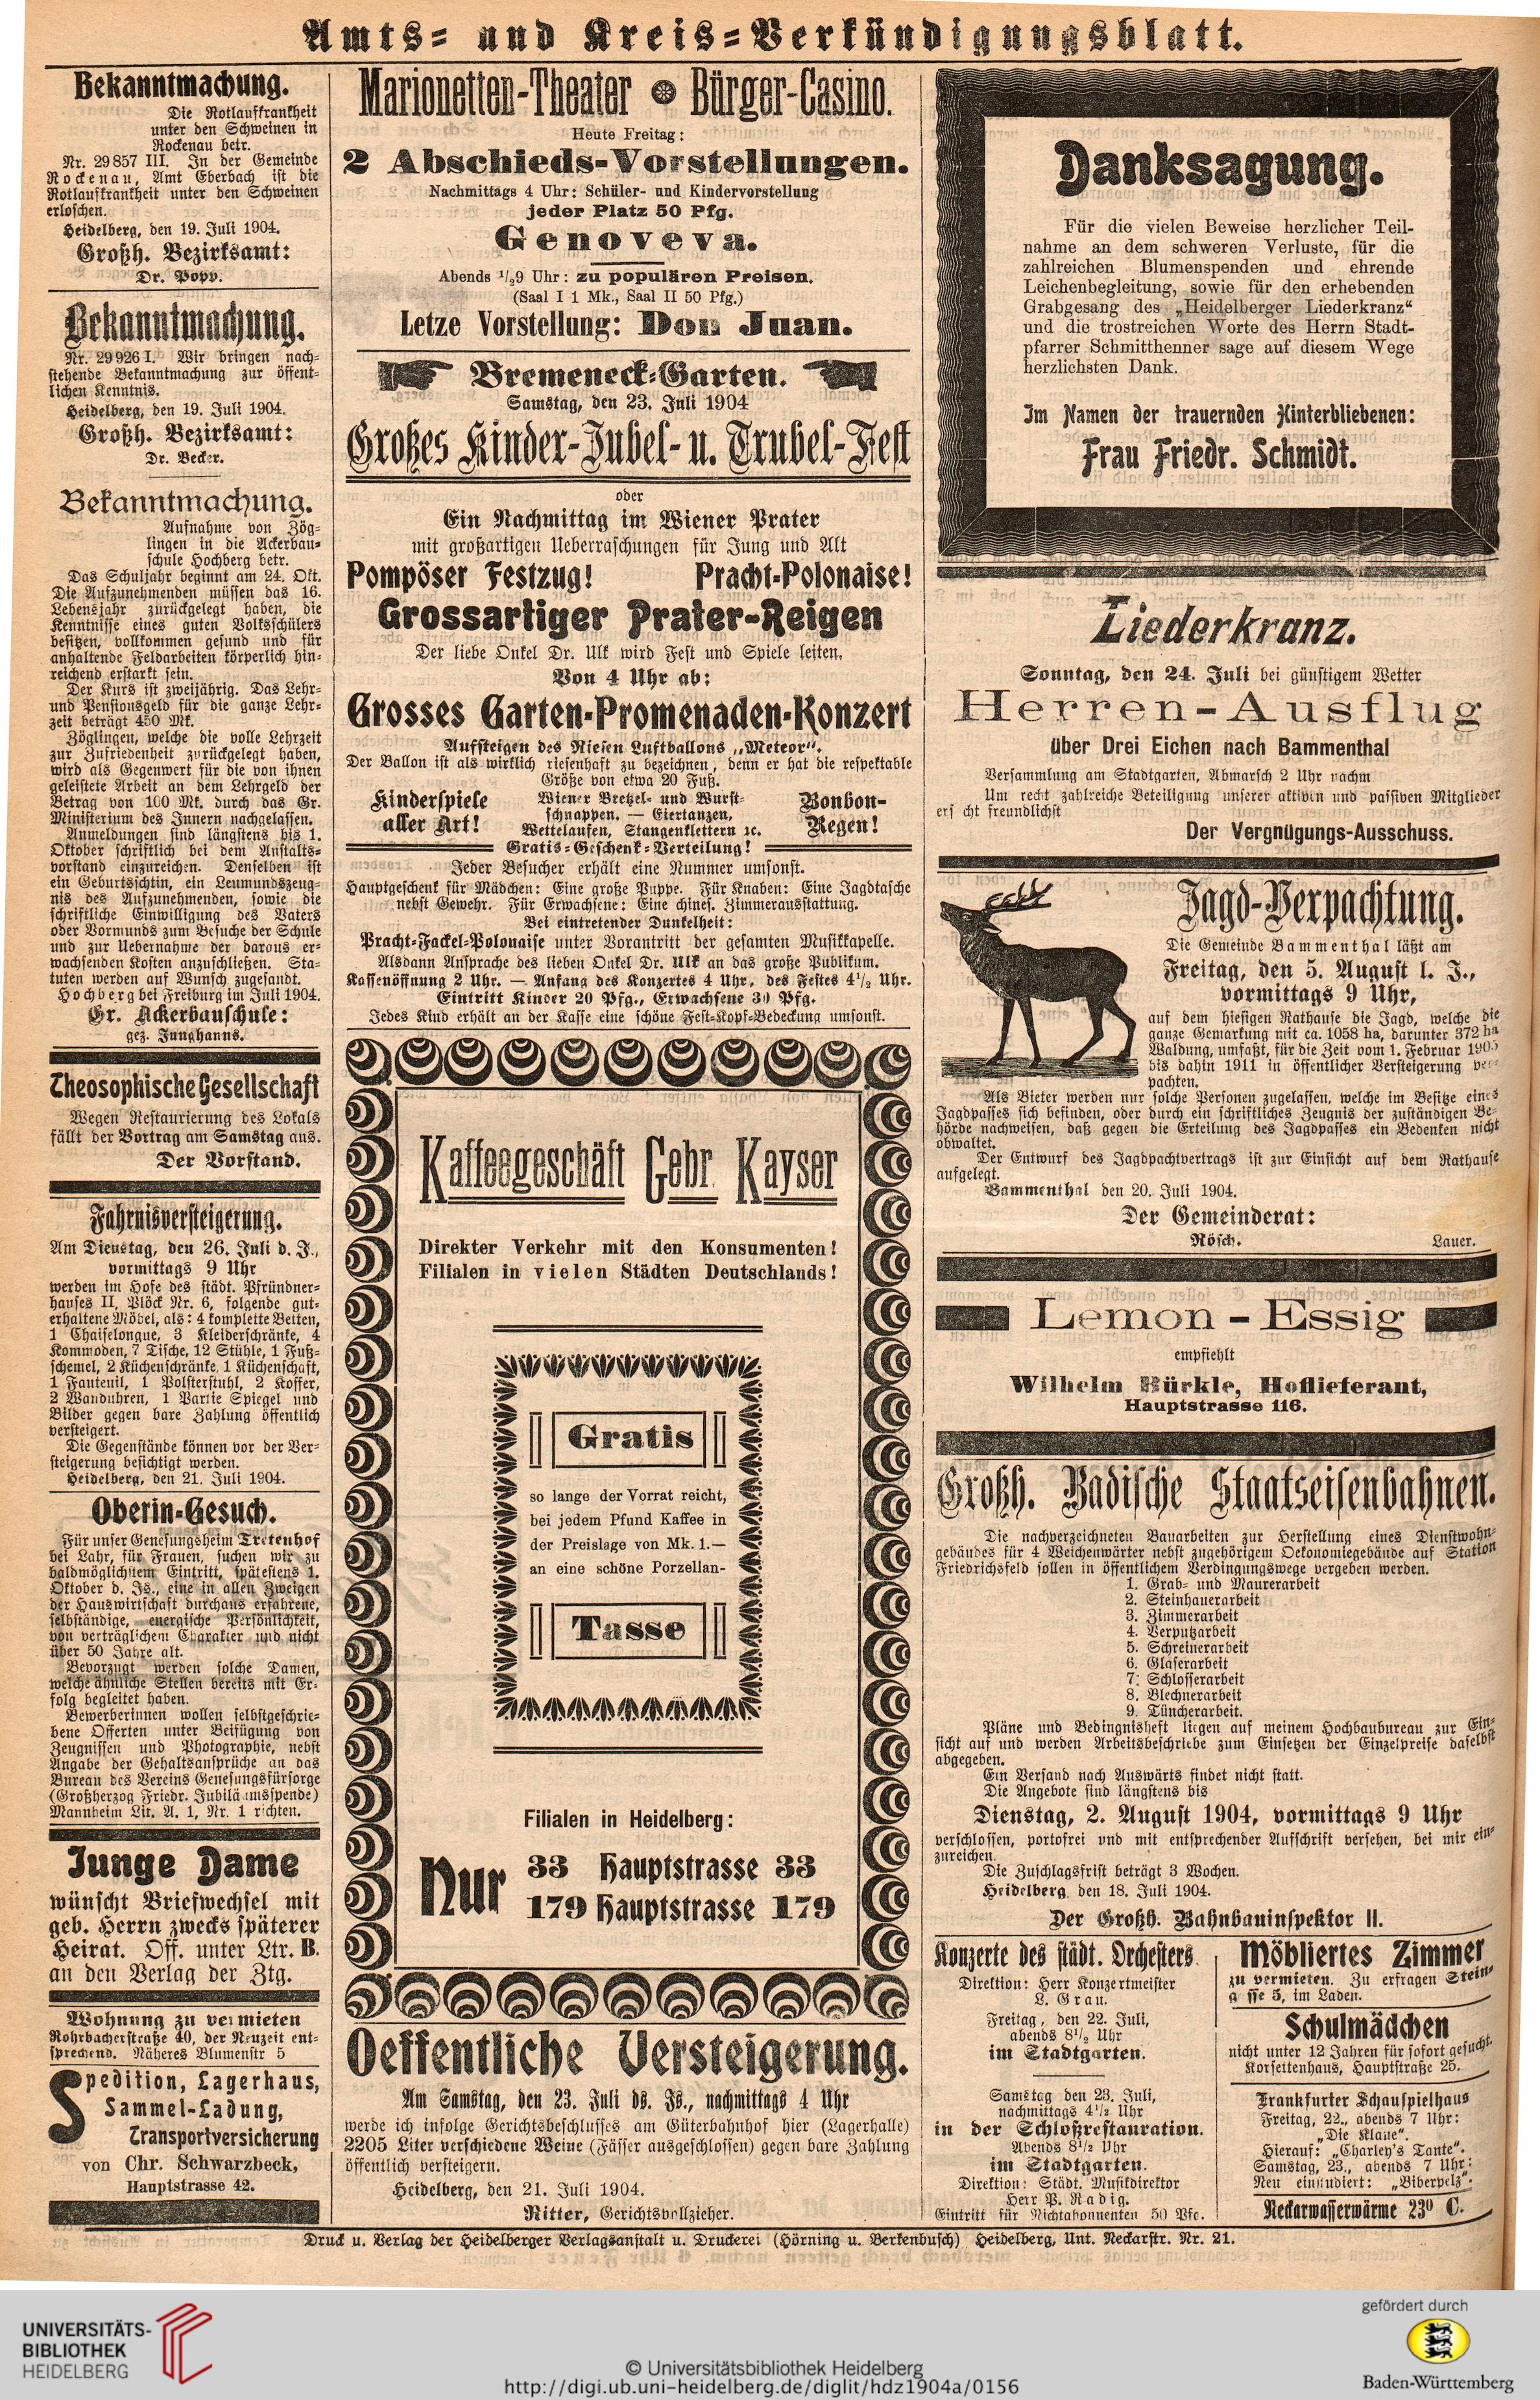 Amts- und Kreis-Verkündigungsblatt.
Bekanntmachung.
Die Rotlaufkrankheit
unter den Schweinen in
Rockenau betr.
Nr. 29857 III. In der Gemeinde
Rockenau, Amt Eberbach ist die
Rotlaufkrankheit unter den Schweinen
erloschen.
Heidelberg, den 19. Juli 1904.
Großh. Bezirksamt:
Dr. Popp.
Bekanntmachung.
Nr. 29926 I. Wir bringen nach-
stehende Bekanntmachung zur öffent-
lichen Kenntnis.
Heidelberg, den 19. Juli 1904.
Großh. Bezirksamt:
Dr. Becker.
Bekanntmachung.
Aufnahme von Zög-
lingen in die Ackerbau-
schule Hochberg betr.
Das Schuljahr beginnt am 24. Okt.
Die Aufzunehmenden müssen das 16.
Lebensjahr zurückgelegt haben, die
Kenntnisse eines guten Volksschülers
besitzen, vollkommen gesund und für
anhaltende Feldarbeiten körperlich hin-
reichend erstarkt sein.
Der Kurs ist zweijährig. Das Lehr-
und Pensionsgeld für die ganze Lehr-
zeit beträgt 450 Mk.
Zöglingen, welche die volle Lehrzeit
zur Zufriedenheit zurückgelegt haben,
wird als Gegenwert für die von ihnen
geleistete Arbeit an dem Lehrgeld der
Betrag von 100 Mk. durch das Gr.
Ministerium des Innern nachgelassen.
Anmeldungen sind längstens bis 1.
Oktober schriftlich bei dem Anstalts-
vorstand einzureichen. Denselben ist
ein Geburtsschtin, ein Leumundszeug-
nis des Aufzunehmenden, sowie die
schriftliche Einwilligung des Vaters
oder Vormunds zum Besuche der Schule
und zur Uebernahme der daraus er-
wachsenden Kosten anzuschließen. Sta-
tuten werden auf Wunsch zugesandt.
Hochberg bei Freiburg im Juli 1904.
Gr. Ackerbauschule:
gez. Junghanns.
Theosophische Gesellschaft
Wegen Restaurierung des Lokals
fällt der Vortrag am Samstag aus.
Der Vorstand.
Fahrnisversteigerung.
Am Dienstag, den 26. Juli d. J.,
vormittags 9 Uhr
werden im Hofe des städt. Pfründner-
hauses II, Plöck Nr. 6, folgende gut-
erhaltene Möbel, als: 4 komplette Betten,
1 Chaiselongue, 3 Kleiderschränke, 4
Kommoden, 7 Tische, 12 Stühle, 1 Fuß-
schemel, 2 Küchenschränke, 1 Küchenschaft,
1 Fauteuil, 1 Polsterstuhl, 2 Koffer,
2 Wanduhren, 1 Partie Spiegel und
Bilder gegen bare Zahlung öffentlich
versteigert.
Die Gegenstände können vor der Ver-
steigerung besichtigt werden.
Heidelberg, den 21. Juli 1904.
Oberin-Gesuch.
Für unser Genesungsheim Tretenhof
bei Lahr, für Frauen, suchen wir zu
baldmöglichstem Eintritt, spätestens 1.
Oktober d. Js., eine in allen Zweigen
der Hauswirtschaft durchaus erfahrene,
selbständige, energische Persönlichkeit,
von verträglichem Charakter und nicht
über 50 Jahre alt.
Bevorzugt werden solche Damen,
welche ähnliche Stellen bereits mit Er-
folg begleitet haben.
Bewerberinnen wollen selbstgeschrie-
bene Offerten unter Beifügung von
Zeugnissen und Photographie, nebst
Angabe der Gehaltsansprüche an das
Bureau des Vereins Genesungsfürsorge
(Großherzog Friedr. Jubiläumsspende)
Mannheim Lit. A. 1, Nr. 1 richten.
Junge Dame
wünscht Briefwechsel mit
geb. Herrn zwecks späterer
Heirat. Off. unter Ltr. B.
an den Verlag der Ztg.
Wohnung zu vermieten
Rohrbacherstraße 40, der Neuzeit ent-
sprechend. Näheres Blumenstr 5
Spedition, Lagerhaus,
Sammel-Ladung,
Transportversicherung
von Chr. Schwarzbeck,
Hauptstrasse 42.
Marionetten-Theater Bürger-Casino.
Heute Freitag:
2 Abschieds-Vorstellungen.
Nachmittags 4 Uhr: Schüler- und Kindervorstellung
jeder Platz 50 Pfg.
Genoveva.
Abends 1/29 Uhr: zu populären Preisen.
(Saal I 1 Mk., Saal II 50 Pfg.)
Letze Vorstellung: Don Juan.
Bremeneck-Garten.
Samstag, den 23. Juli 1904
Großes Kinder-Jubel- u. Trubel-Fest
oder
Ein Nachmittag im Wiener Prater
mit großartigen Ueberraschungen für Jung und Alt
Pompöser Festzug! Pracht-Polonaise!
Grossartiger Prater-Reigen
Der liebe Onkel Dr. Ulk wird Fest und Spiele leiten.
Von 4 Uhr ab:
Grosses Garten-Promenaden-Konzert
Aufsteigen des Riesen Luftballons „Meteor".
Der Ballon ist als wirklich riesenhaft zu bezeichnen, denn er hat die respektable
Größe von etwa 20 Fuß.
Kinderspiele aller Art!
Wiener Bretzel- und Wurst-
schnappen. — Eiertanzen,
Wettelaufen, Stangenklettern ꝛc.
Bonbon-Regen!
Gratis-Geschenk-Verteilung!
Jeder Besucher erhält eine Nummer umsonst.
Hauptgeschenk für Mädchen: Eine große Puppe. Für Knaben: Eine Jagdtasche
nebst Gewehr. Für Erwachsene: Eine chines. Zimmerausstattung.
Bei eintretender Dunkelheit:
Pracht-Fackel-Polonaise unter Vorantritt der gesamten Musikkapelle.
Alsdann Ansprache des lieben Onkel Dr. Ulk an das große Publikum.
Kassenöffnung 2 Uhr. — Anfang des Konzertes 4 Uhr, des Festes 4 1/2 Uhr.
Eintritt Kinder 20 Pfg., Erwachsene 30 Pfg.
Jedes Kind erhält an der Kasse eine schöne Fest-Kopf-Bedeckung umsonst.
Kaffeegeschäft Gebr. Kayser
Direkter Verkehr mit den Konsumenten!
Filialen in vielen Städten Deutschlands!
Gratis
so lange der Vorrat reicht,
bei jedem Pfund Kaffee in
der Preislage von Mk. 1.—
an eine schöne Porzellan-
Tasse
Filialen in Heidelberg:
Nur 33 Hauptstrasse 33
179 Hauptstrasse 179
Oeffentliche Versteigerung.
Am Samstag, den 23. Juli ds. Js., nachmittags 4 Uhr
werde ich infolge Gerichtsbeschlusses am Güterbahnhof hier (Lagerhalle)
2205 Liter verschiedene Weine (Fässer ausgeschlossen) gegen bare Zahlung
öffentlich versteigern.
Heidelberg, den 21. Juli 1904.
Ritter, Gerichtsvollzieher.
Danksagung.
Für die vielen Beweise herzlicher Teil-
nahme an dem schweren Verluste, für die
zahlreichen Blumenspenden und ehrende
Leichenbegleitung, sowie für den erhebenden
Grabgesang des „Heidelberger Liederkranz“
und die trostreichen Worte des Herrn Stadt-
pfarrer Schmitthenner sage auf diesem Wege
herzlichsten Dank.
Im Namen der trauernden Hinterbliebenen:
Frau Friedr. Schmidt.
Liederkranz.
Sonntag, den 24. Juli bei günstigem Wetter
Herren-Ausflug
über Drei Eichen nach Bammenthal
Versammlung am Stadtgarten, Abmarsch 2 Uhr nachm
Um recht zahlreiche Beteiligung unserer aktiven und passiven Mitglieder
ersucht freundlichst
Der Vergnügungs-Ausschuss.
Jagd-Verpachtung.
Die Gemeinde Bammenthal läßt am
Freitag, den 5. August l. J.,
vormittags 9 Uhr,
auf dem hiesigen Rathause die Jagd, welche die
ganze Gemarkung mit ca. 1058 ha, darunter 372 ha
Waldung, umfaßt, für die Zeit vom 1. Februar 1905
bis dahin 1911 in öffentlicher Versteigerung ver-
pachten.
Als Bieter werden nur solche Personen zugelassen, welche im Besitze eines
Jagdpasses sich befinden, oder durch ein schriftliches Zeugnis der zuständigen Be-
hörde nachweisen, daß gegen die Erteilung des Jagdpasses ein Bedenken nicht
obwaltet.
Der Entwurf des Jagdpachtvertrags ist zur Einsicht auf dem Rathause
aufgelegt.
Bammenthal den 20. Juli 1904.
Der Gemeinderat:
Rösch. Lauer.
Lemon-Essig
empfiehlt
Wilhelm Bürkle, Hoflieferant,
Hauptstrasse 116.
Großh. Badische Staatseisenbahnen.
Die nachverzeichneten Bauarbeiten zur Herstellung eines Dienstwohn-
gebäudes für 4 Weichenwärter nebst zugehörigem Oekonomiegebäude auf Station
Friedrichsfeld sollen in öffentlichem Verdingungswege vergeben werden.
1. Grab- und Maurerarbeit
2. Steinhauerarbeit
3. Zimmerarbeit
4. Verputzarbeit
5. Schreinerarbeit
6. Glaserarbeit
7. Schlosserarbeit
8. Blechnerarbeit
9. Tüncherarbeit.
Pläne und Bedingnisheft liegen auf meinem Hochbaubureau zur Ein-
sicht auf und werden Arbeitsbeschriebe zum Einsetzen der Einzelpreise daselbst
abgegeben.
Ein Versand nach Auswärts findet nicht statt.
Die Angebote sind längstens bis
Dienstag, 2. August 1904, vormittags 9 Uhr
verschlossen, portofrei und mit entsprechender Aufschrift versehen, bei mir ein-
zureichen.
Die Zuschlagsfrist beträgt 3 Wochen.
Heidelberg den 18. Juli 1904.
Der Großh. Bahnbauinspektor II.
Konzerte des städt. Orchesters
Direktion: Herr Konzertmeister
L. Grau.
Freitag, den 22. Juli,
abends 8 1/2 Uhr
im Stadtgarten.
Samstag den 23. Juli,
nachmittags 4 1/2 Uhr
in der Schloßrestauration.
Abends 8 1/2 Uhr
im Stadtgarten.
Direktion: Städt. Musikdirektor
Herr P. Radig.
Eintritt für Nichtabonnenten 50 Pfg.
Möbliertes Zimmer
zu vermieten. Zu erfragen Stein-
gasse 5, im Laden.
Schulmädchen
nicht unter 12 Jahren für sofort gesucht.
Korsettenhaus, Hauptstraße 25.
Frankfurter Schauspielhaus
Freitag, 22., abends 7 Uhr:
„Die Klaue“.
Hierauf: „Charley's Tante“.
Samstag, 23., abends 7 Uhr:
Neu einstudiert: „Biberpelz“.
Neckarwasserwärme 23° C.
Druck u. Verlag der Heidelberger Verlagsanstalt u. Druckerei (Hörning u. Berkenbusch) Heidelberg, Unt. Neckarstr. Nr. 21.
UNIVERSITÄTS-
BIBLIOTHEK
HEIDELBERG
© Universitätsbibliothek Heidelberg
http://digi.ub.uni-heidelberg.de/diglit/hdz1904a/0156
gefördert durch
Baden-Württemberg